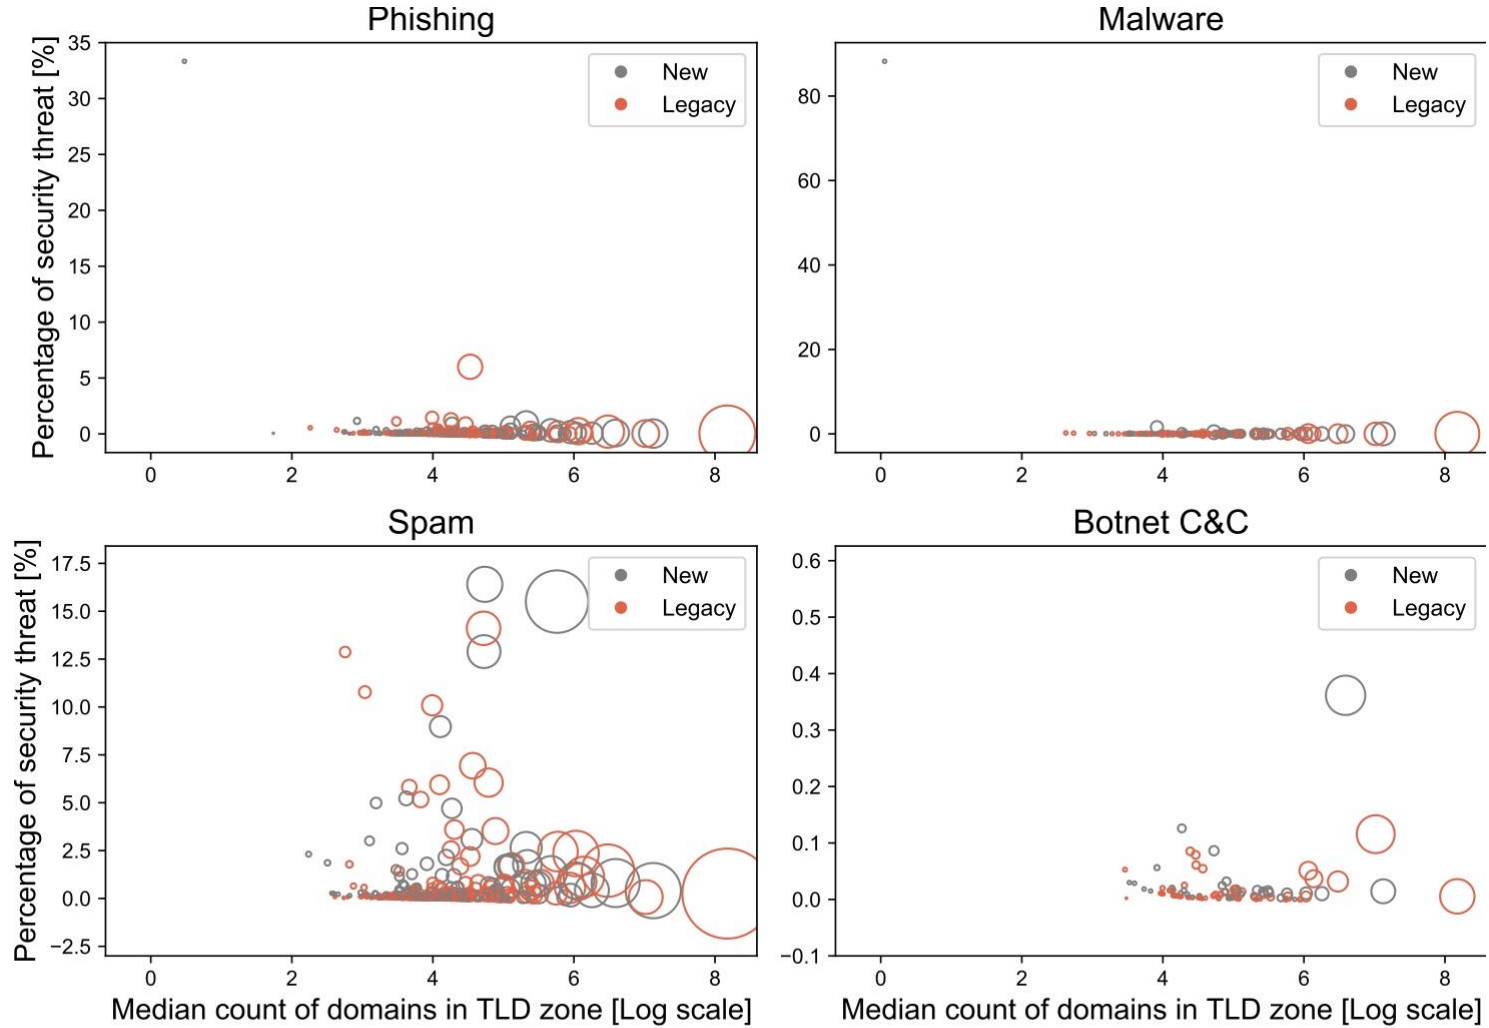 Phishing
Percentage of security threat [%]
35
30
25
20
15
10
5
0
0 2 4 6 8
New
Legacy
Malware
80
60
40
20
0
0 2 4 6 8
New
Legacy
Spam
Percentage of security threat [%]
17.5
15.0
12.5
10.0
7.5
5.0
2.5
0.0
−2.5
0 2 4 6 8
Median count of domains in TLD zone [Log scale]
New
Legacy
Botnet C&C
0.6
0.5
0.4
0.3
0.2
0.1
0.0
−0.1
0 2 4 6 8
Median count of domains in TLD zone [Log scale]
New
Legacy